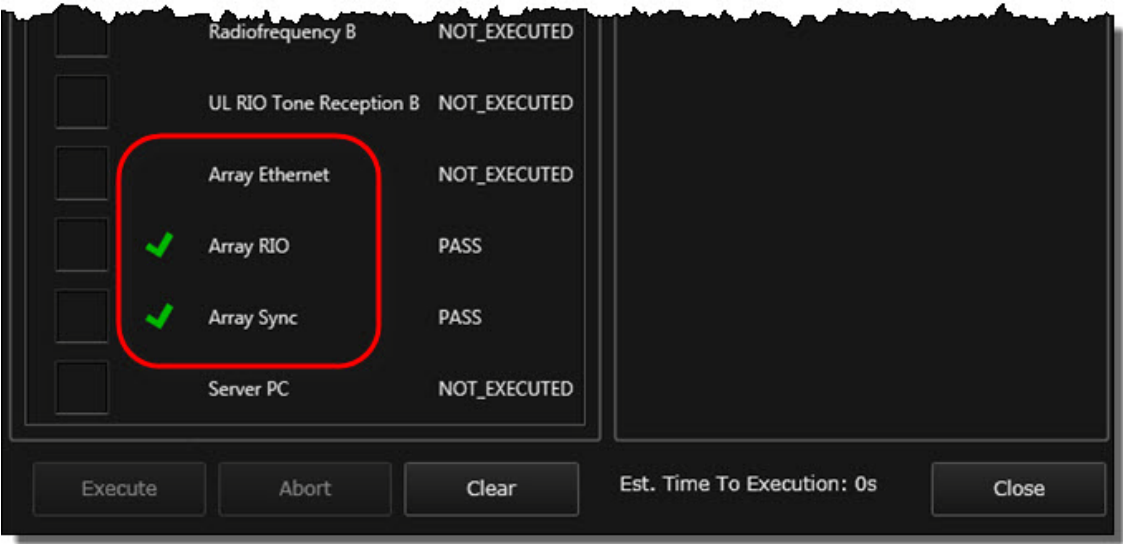 Radiofrequency B NOT_EXECUTED
UL RIO Tone Reception B NOT_EXECUTED
Array Ethernet NOT_EXECUTED
Array RIO PASS
Array Sync PASS
Server PC NOT_EXECUTED
Execute Abort Clear Est. Time To Execution: 0s Close